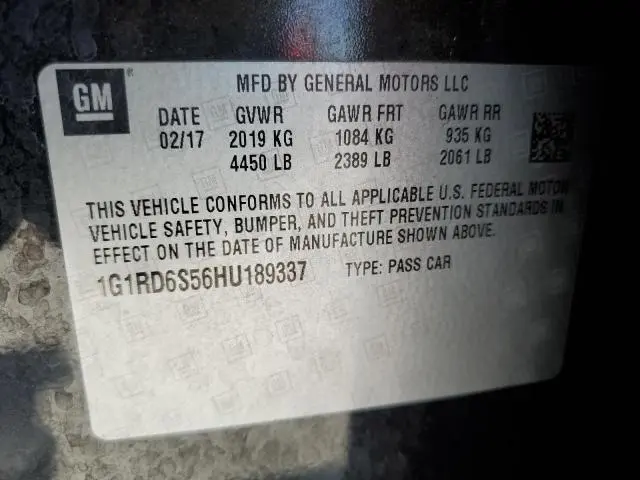 GM
MFD BY GENERAL MOTORS LLC
DATE GVWR GAWR FRT GAWR RR
02/17 2019 KG 1084 KG 935 KG
4450 LB 2389 LB 2061 LB
THIS VEHICLE CONFORMS TO ALL APPLICABLE U.S. FEDERAL MOTOR
VEHICLE SAFETY, BUMPER, AND THEFT PREVENTION STANDARDS IN
EFFECT ON THE DATE OF MANUFACTURE SHOWN ABOVE.
1G1RD6S56HU189337 TYPE: PASS CAR